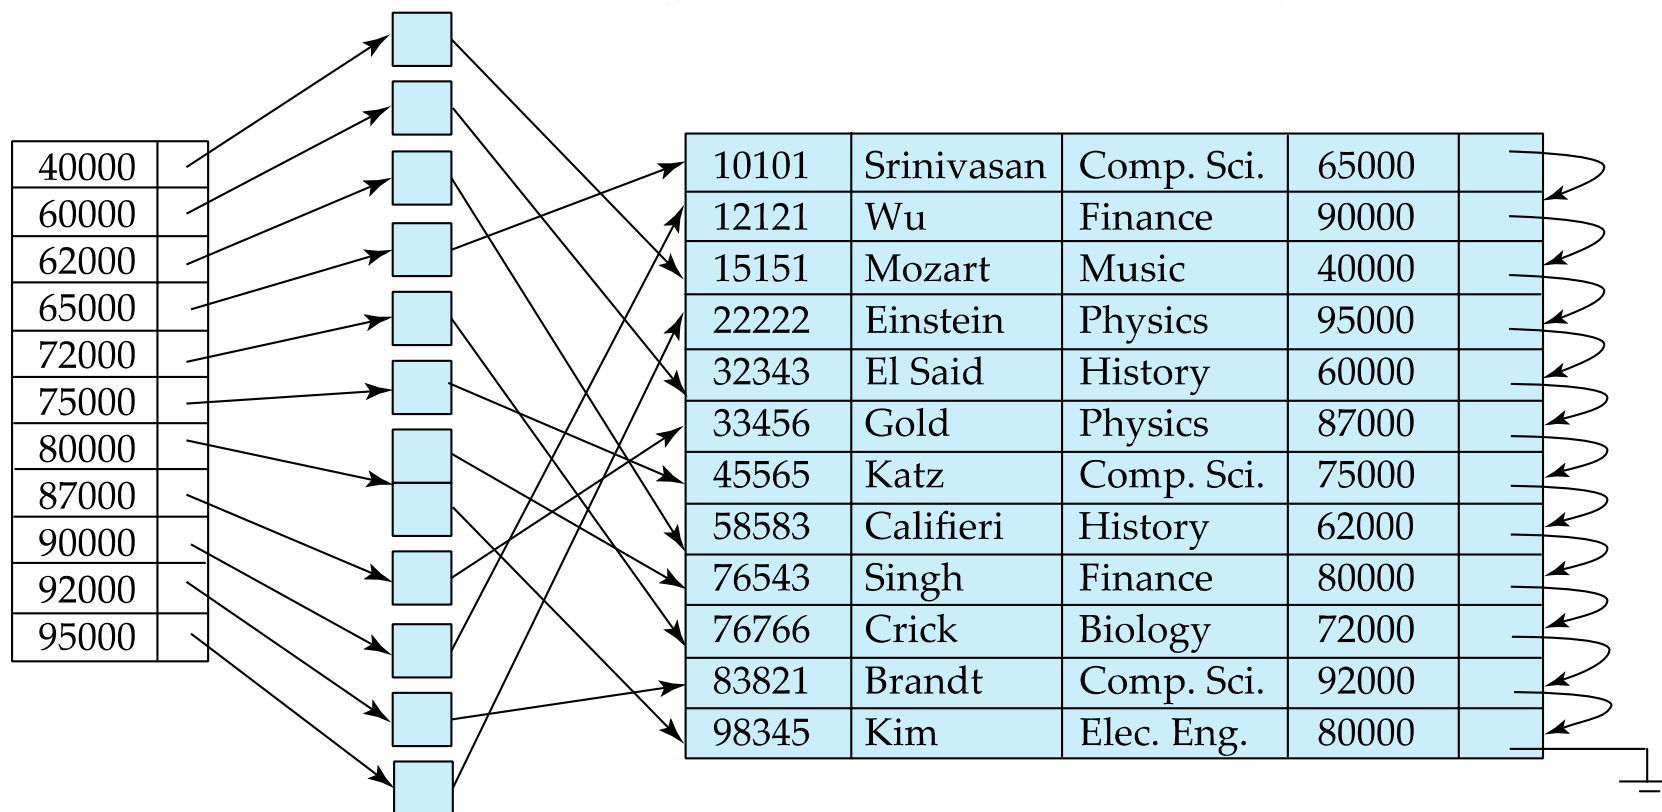 40000
60000
62000
65000
72000
75000
80000
87000
90000
92000
95000
10101 Srinivasan Comp. Sci. 65000
12121 Wu Finance 90000
15151 Mozart Music 40000
22222 Einstein Physics 95000
32343 El Said History 60000
33456 Gold Physics 87000
45565 Katz Comp. Sci. 75000
58583 Califieri History 62000
76543 Singh Finance 80000
76766 Crick Biology 72000
83821 Brandt Comp. Sci. 92000
98345 Kim Elec. Eng. 80000